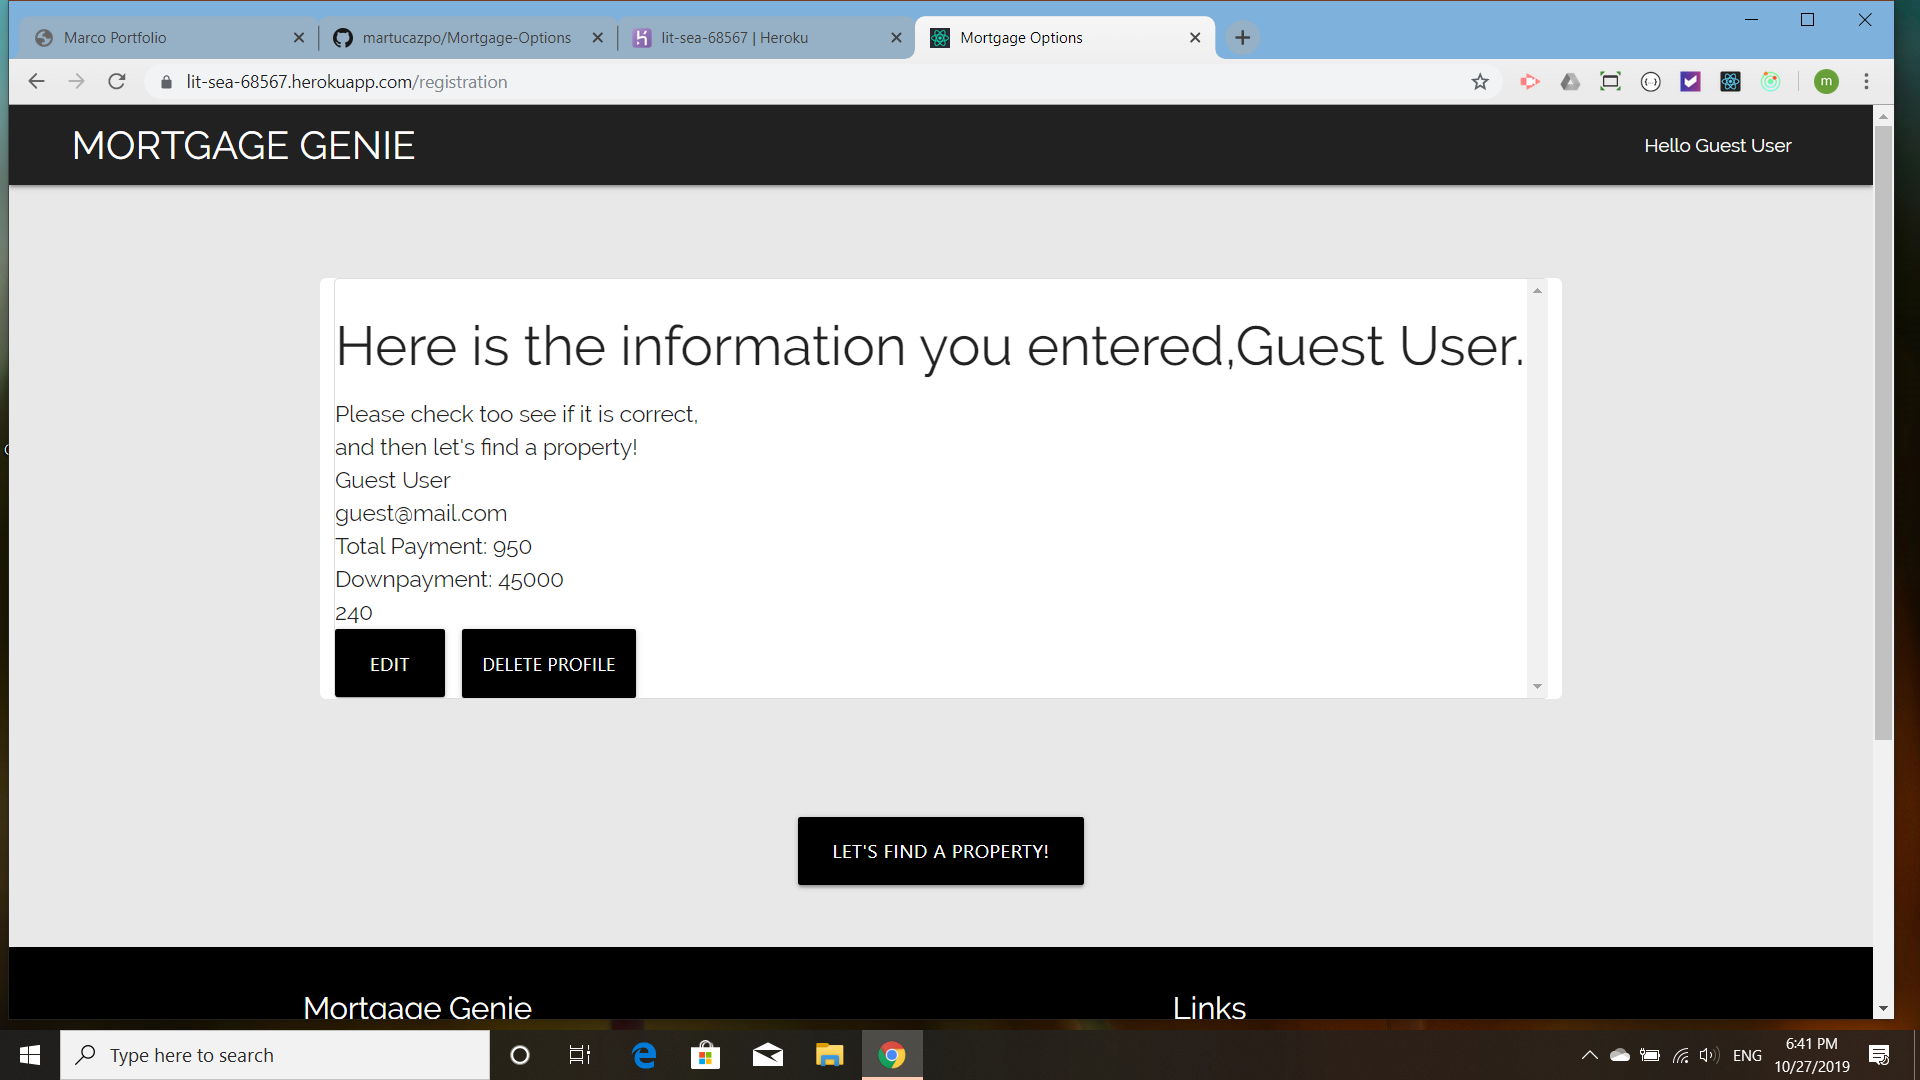 Marco Portfolio
martucazpo/Mortgage-Options
lit-sea-68567 | Heroku
Mortgage Options
lit-sea-68567.herokuapp.com/registration
m
MORTGAGE GENIE
Hello Guest User
Here is the information you entered,Guest User.
Please check too see if it is correct,
and then let's find a property!
Guest User
guest@mail.com
Total Payment: 950
Downpayment: 45000
240
EDIT
DELETE PROFILE
LET'S FIND A PROPERTY!
Mortgage Genie
Links
Type here to search
ENG
6:41 PM
10/27/2019